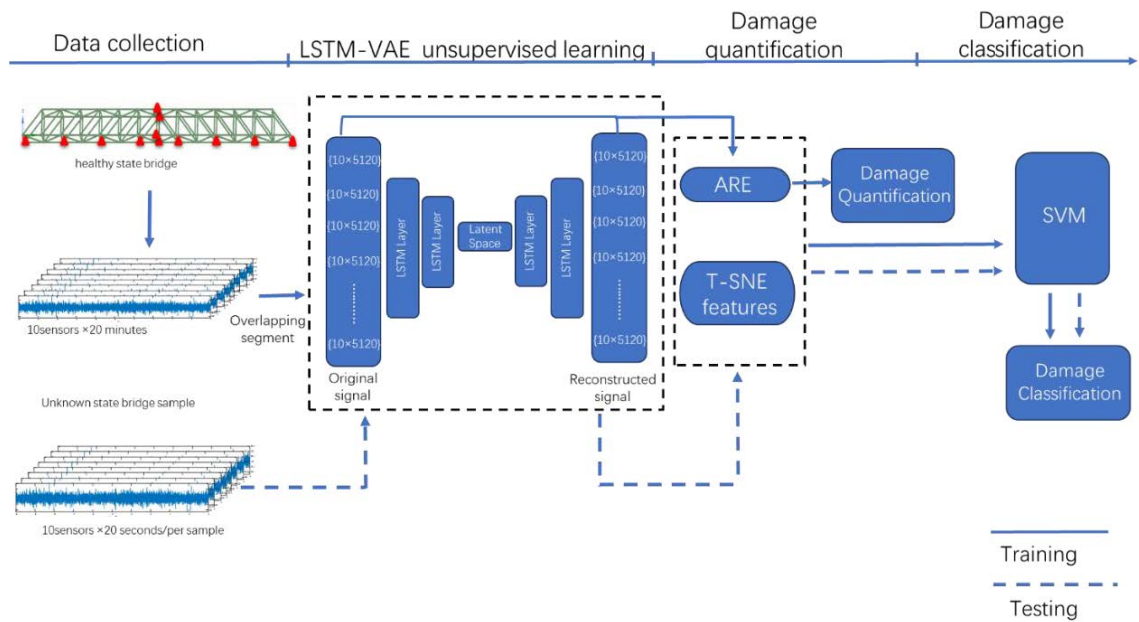 Data collection
LSTM-VAE unsupervised learning
Damage
quantification
Damage
classification
healthy state bridge
10sensors ×20 minutes
Overlapping
segment
Unknown state bridge sample
10sensors ×20 seconds/per sample
{10×5120}
{10×5120}
{10×5120}
{10×5120}
{10×5120}
Original
signal
LSTM Layer
LSTM Layer
Latent
Space
LSTM Layer
LSTM Layer
{10×5120}
{10×5120}
{10×5120}
{10×5120}
{10×5120}
Reconstructed
signal
ARE
T-SNE
features
Damage
Quantification
SVM
Damage
Classification
Training
Testing